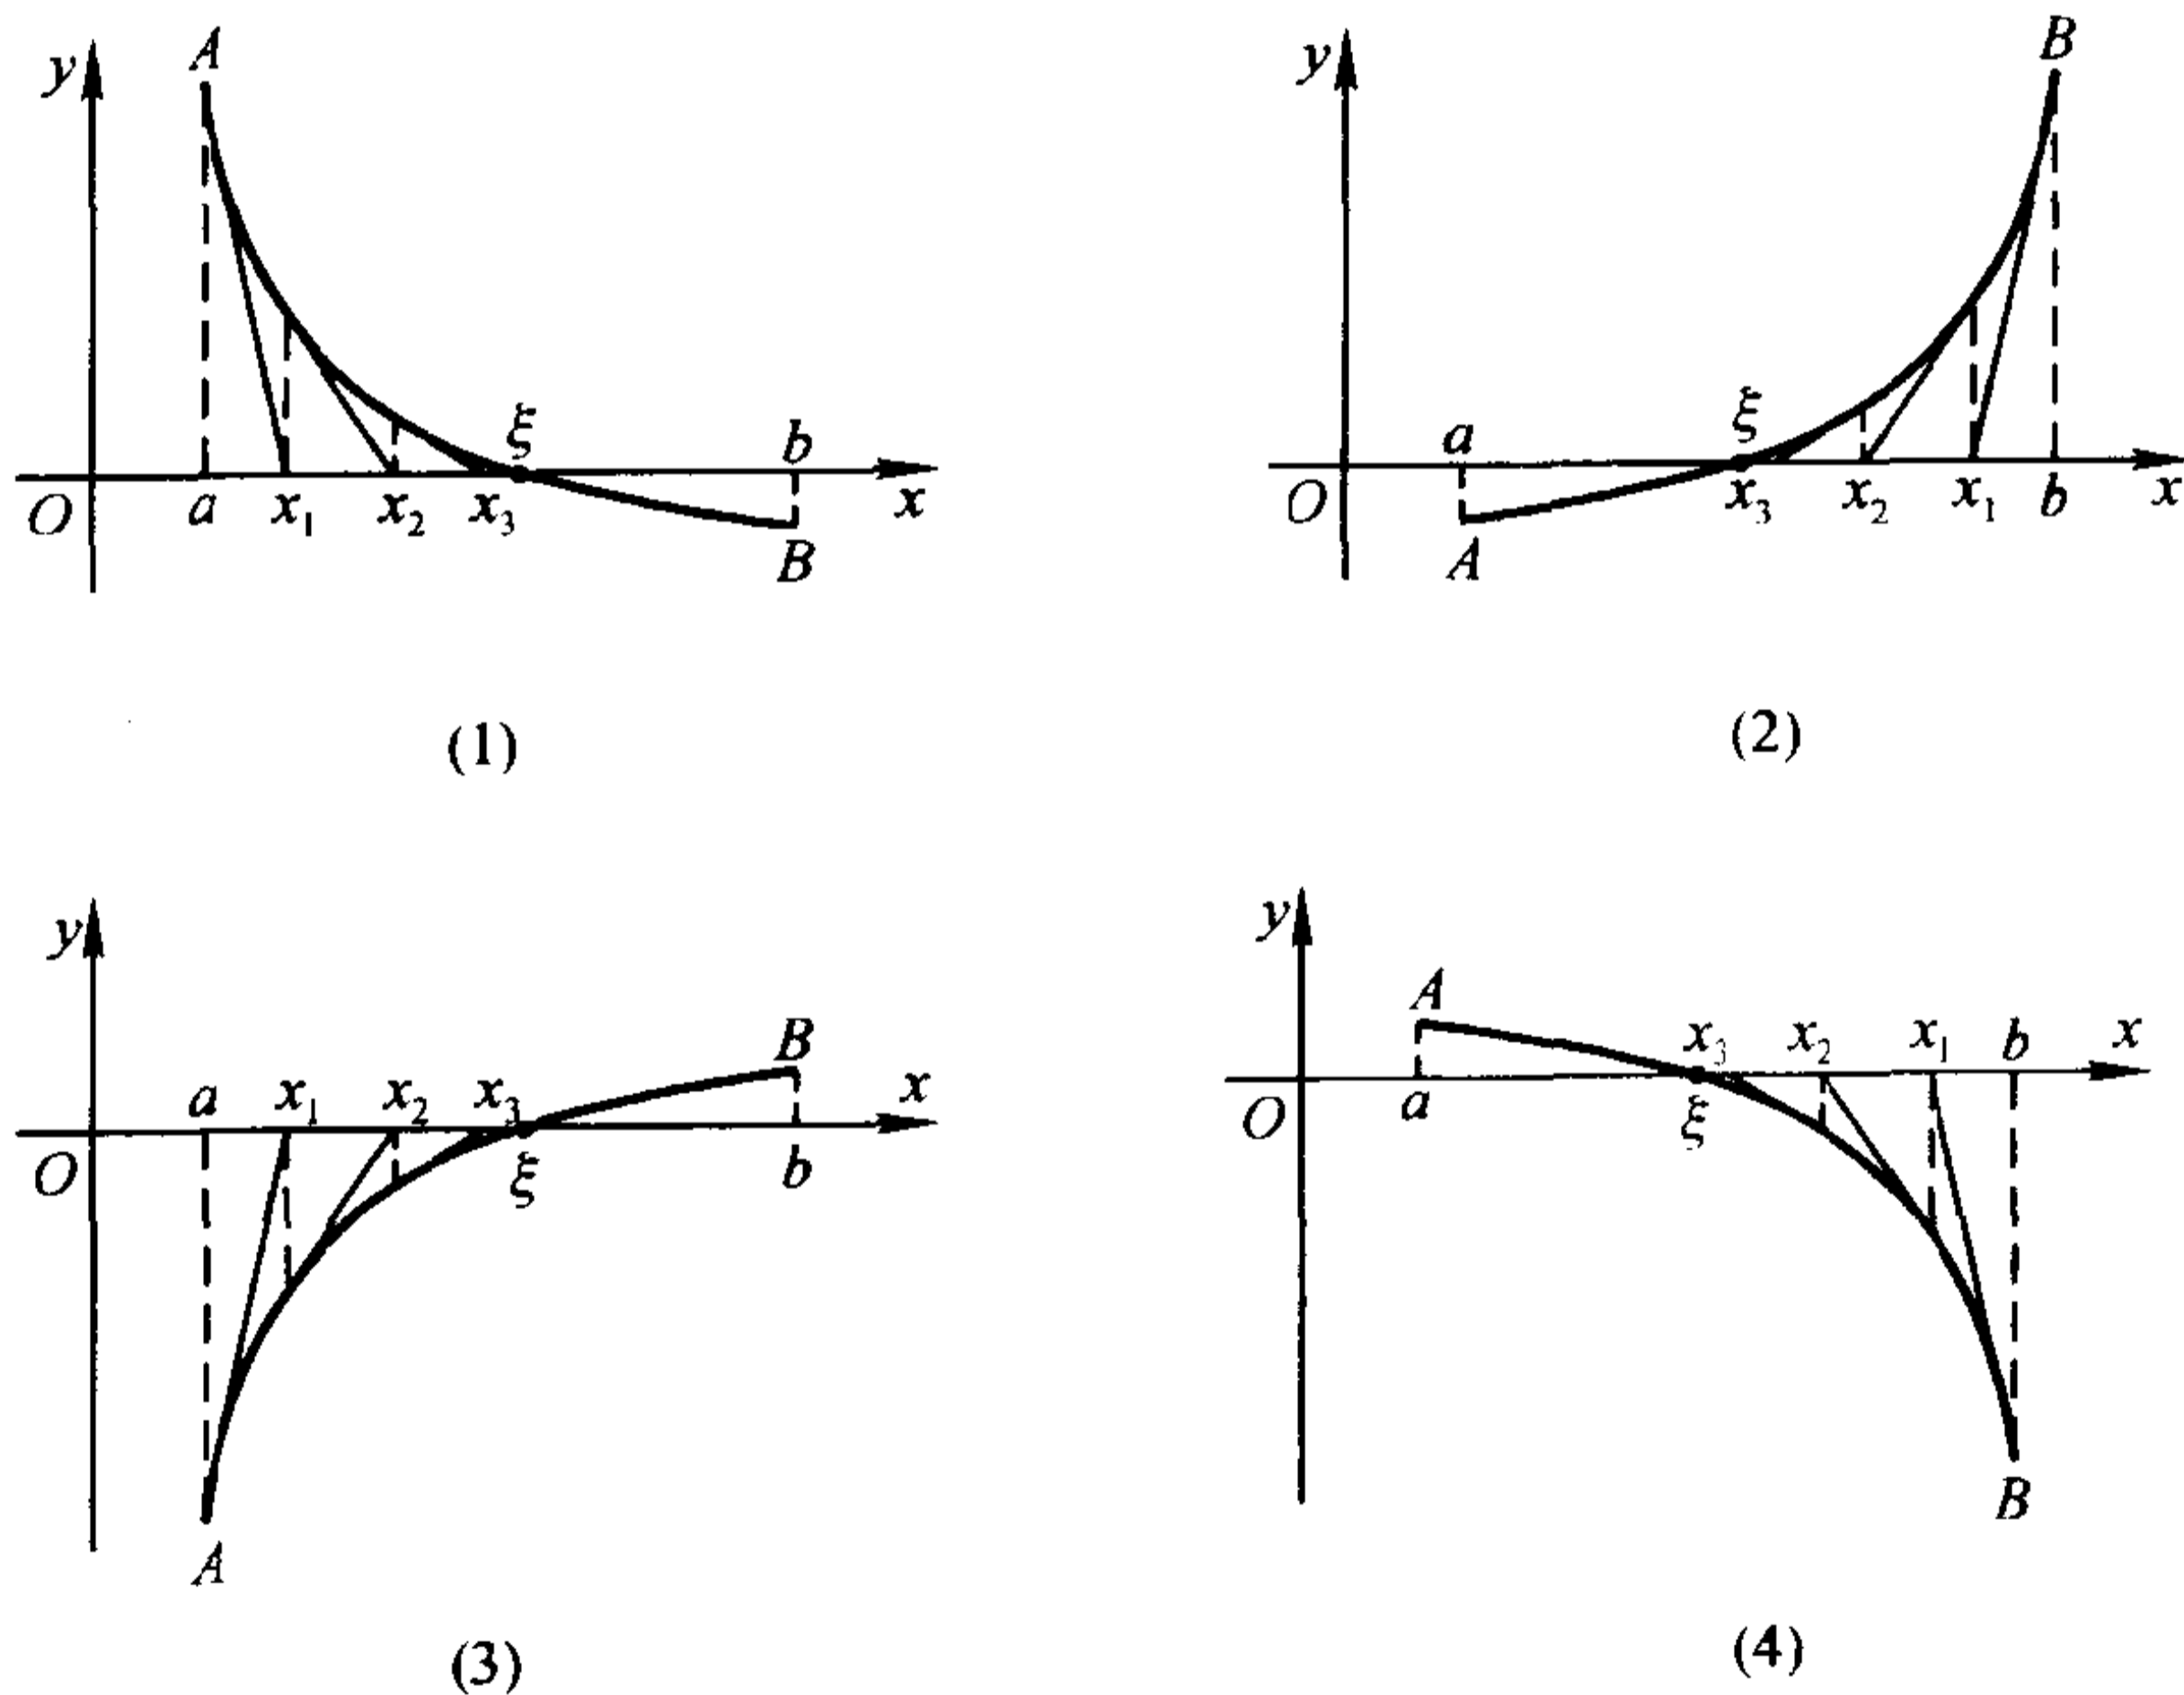 y A
ξ b
O a x₁ x₂ x₃ x
B
(1)
y B
a ξ
O x₃ x₂ x₁ b x
A
(2)
y
B
a x₁ x₂ x₃ x
O ξ b
A
(3)
y
A x₃ x₂ x₁ b x
O a ξ
B
(4)